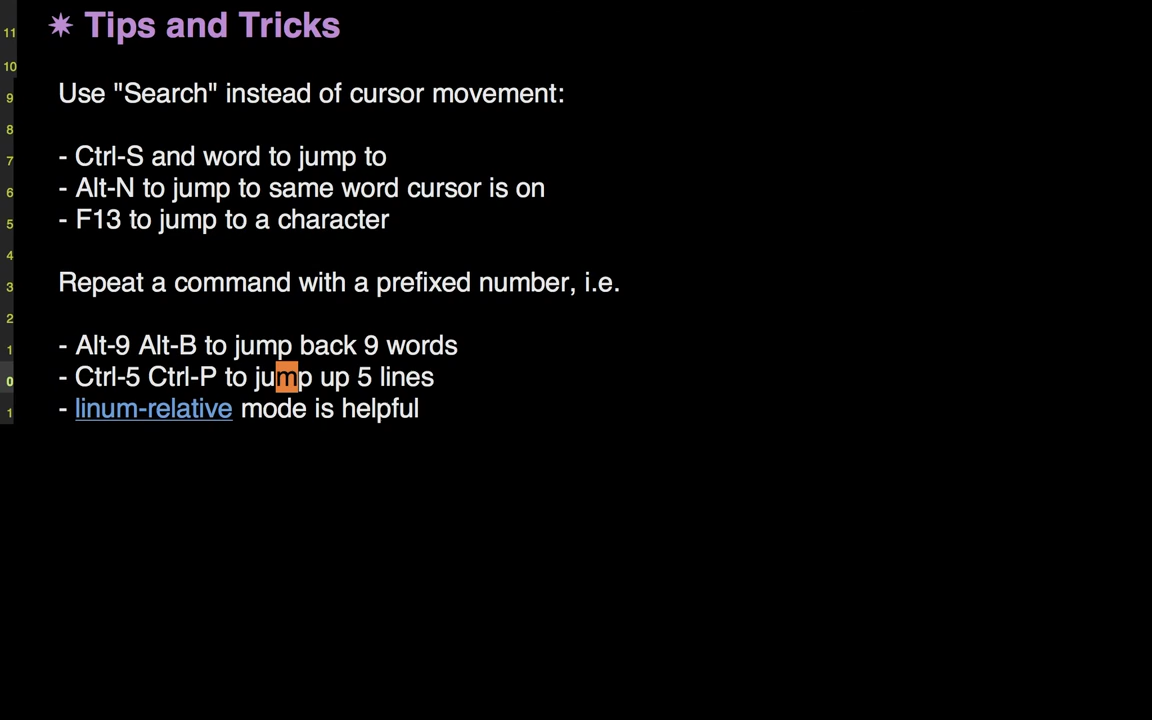 11 ✷ Tips and Tricks
10
9 Use "Search" instead of cursor movement:
8
7 - Ctrl-S and word to jump to
6 - Alt-N to jump to same word cursor is on
5 - F13 to jump to a character
4
3 Repeat a command with a prefixed number, i.e.
2
1 - Alt-9 Alt-B to jump back 9 words
0 - Ctrl-5 Ctrl-P to jump up 5 lines
1 - linum-relative mode is helpful